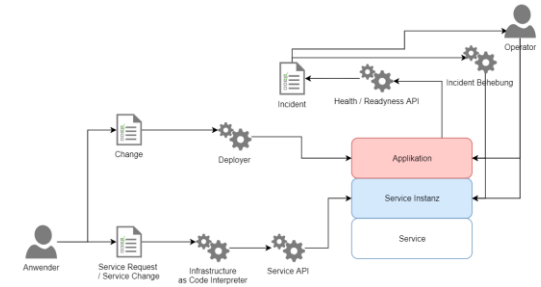 Operator
Incident Behebung
Incident
Health / Readyness API
Change
Deployer
Applikation
Service Instanz
Service
Anwender
Service Request
/ Service Change
Infrastructure
as Code Interpreter
Service API